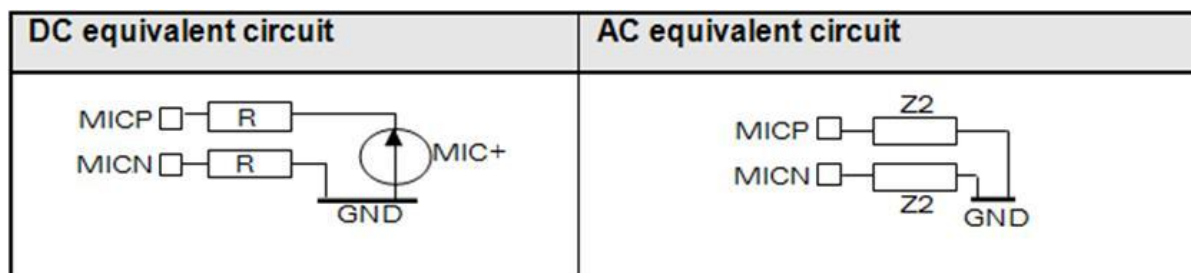 DC equivalent circuit
AC equivalent circuit
MICP
R
MICN
R
MIC+
GND
Z2
MICP
MICN
Z2
GND